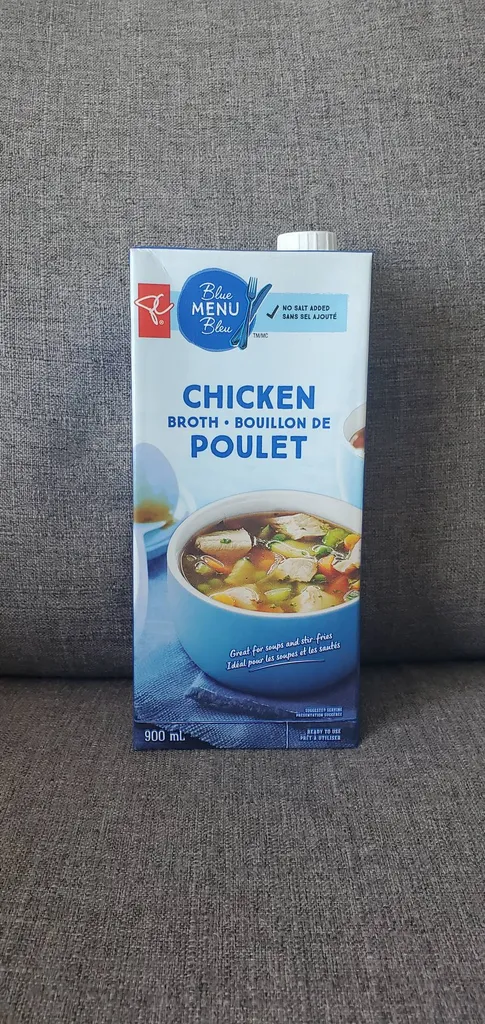 PC®
Blue
MENU
Bleu
TM/MC
✓ NO SALT ADDED
SANS SEL AJOUTÉ
CHICKEN
BROTH • BOUILLON DE
POULET
Great for soups and stir-fries
Idéal pour les soupes et les sautés
SUGGESTED SERVING
PRÉSENTATION SUGGÉRÉE
900 mL
READY TO USE
PRÊT À UTILISER